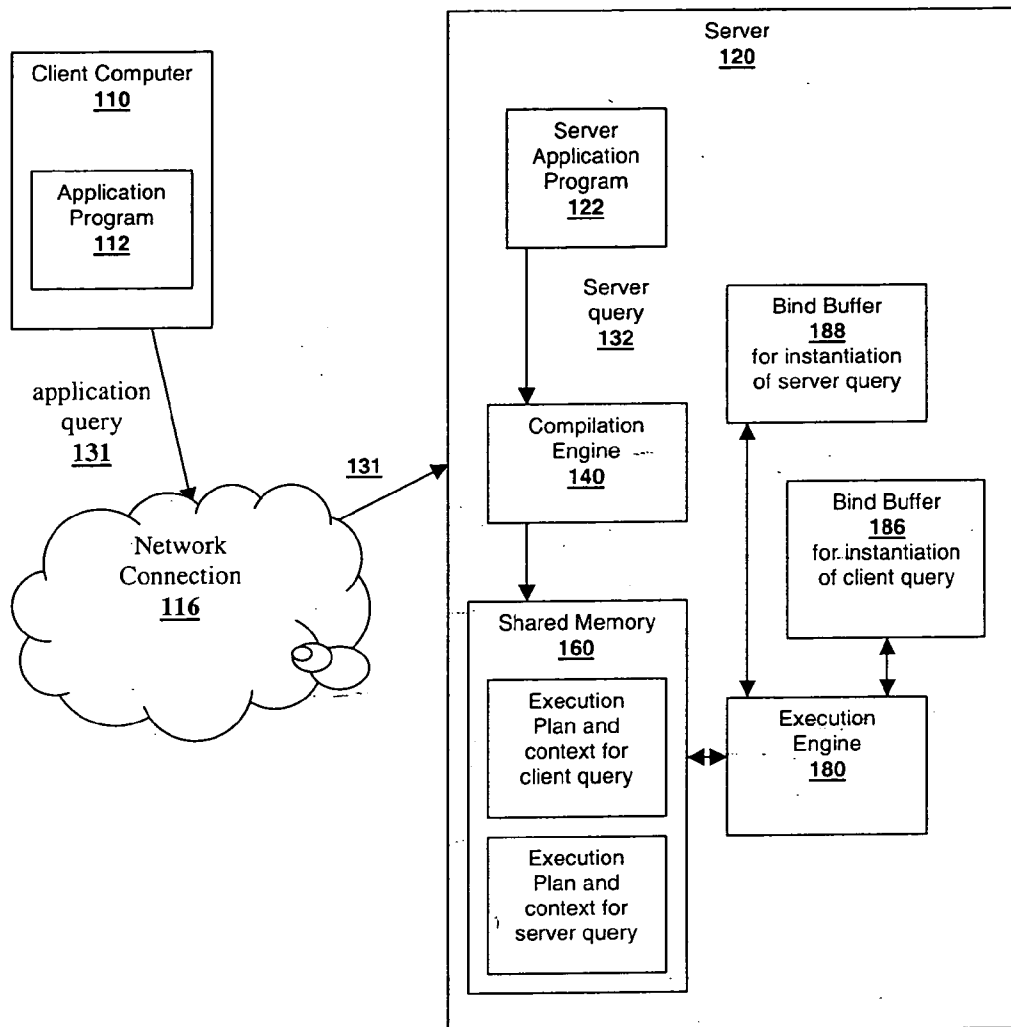 Client Computer
110
Application
Program
112
application
query
131
Network
Connection
116
131
Server
120
Server
Application
Program
122
Server
query
132
Compilation
Engine
140
Shared Memory
160
Execution
Plan and
context for
client query
Execution
Plan and
context for
server query
Bind Buffer
188
for instantiation
of server query
Bind Buffer
186
for instantiation
of client query
Execution
Engine
180